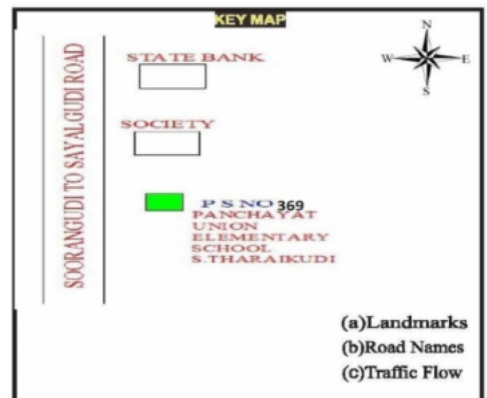 KEY MAP
N
W E
S
STATE BANK
SOCIETY
SOORANGUDI TO SAYALGUDI ROAD
P S NO 369
PANCHAYAT
UNION
ELEMENTARY
SCHOOL
S.THARAIKUDI
(a)Landmarks
(b)Road Names
(c)Traffic Flow